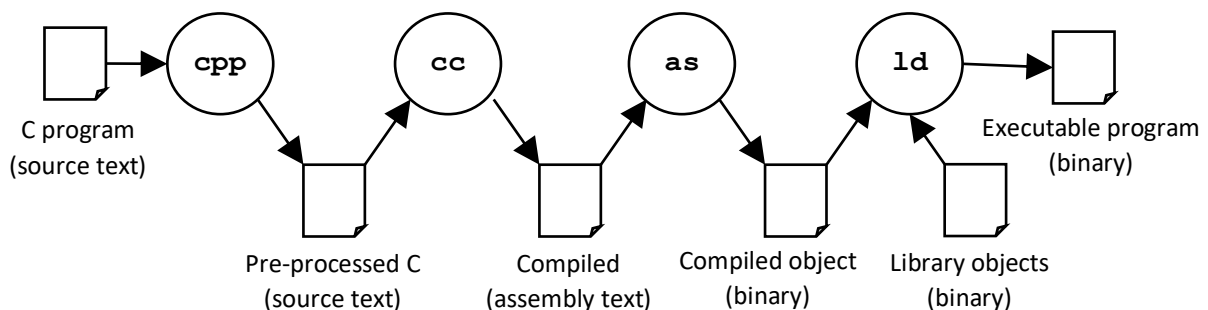 cpp
cc
as
ld
C program
(source text)
Executable program
(binary)
Pre-processed C
(source text)
Compiled
(assembly text)
Compiled object
(binary)
Library objects
(binary)